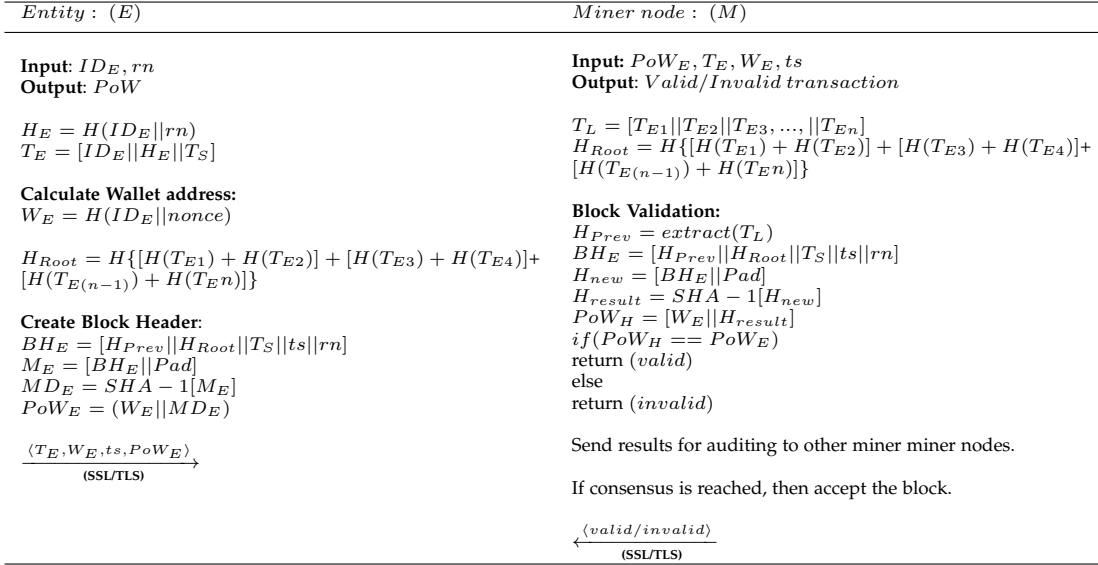 Entity : (E)
Input: ID_E, rn
Output: PoW
H_E = H(ID_E||rn)
T_E = [ID_E||H_E||T_S]
Calculate Wallet address:
W_E = H(ID_E||nonce)
H_Root = H{[H(T_E1) + H(T_E2)] + [H(T_E3) + H(T_E4)]+
[H(T_E(n−1)) + H(T_En)]}
Create Block Header:
BH_E = [H_Prev||H_Root||T_S||ts||rn]
M_E = [BH_E||Pad]
MD_E = SHA − 1[M_E]
PoW_E = (W_E||MD_E)
⟨T_E,W_E,ts,PoW_E⟩
(SSL/TLS)
Miner node : (M)
Input: PoW_E, T_E, W_E, ts
Output: Valid/Invalid transaction
T_L = [T_E1||T_E2||T_E3, ..., ||T_En]
H_Root = H{[H(T_E1) + H(T_E2)] + [H(T_E3) + H(T_E4)]+
[H(T_E(n−1)) + H(T_En)]}
Block Validation:
H_Prev = extract(T_L)
BH_E = [H_Prev||H_Root||T_S||ts||rn]
H_new = [BH_E||Pad]
H_result = SHA − 1[H_new]
PoW_H = [W_E||H_result]
if(PoW_H == PoW_E)
return (valid)
else
return (invalid)
Send results for auditing to other miner miner nodes.
If consensus is reached, then accept the block.
⟨valid/invalid⟩
(SSL/TLS)